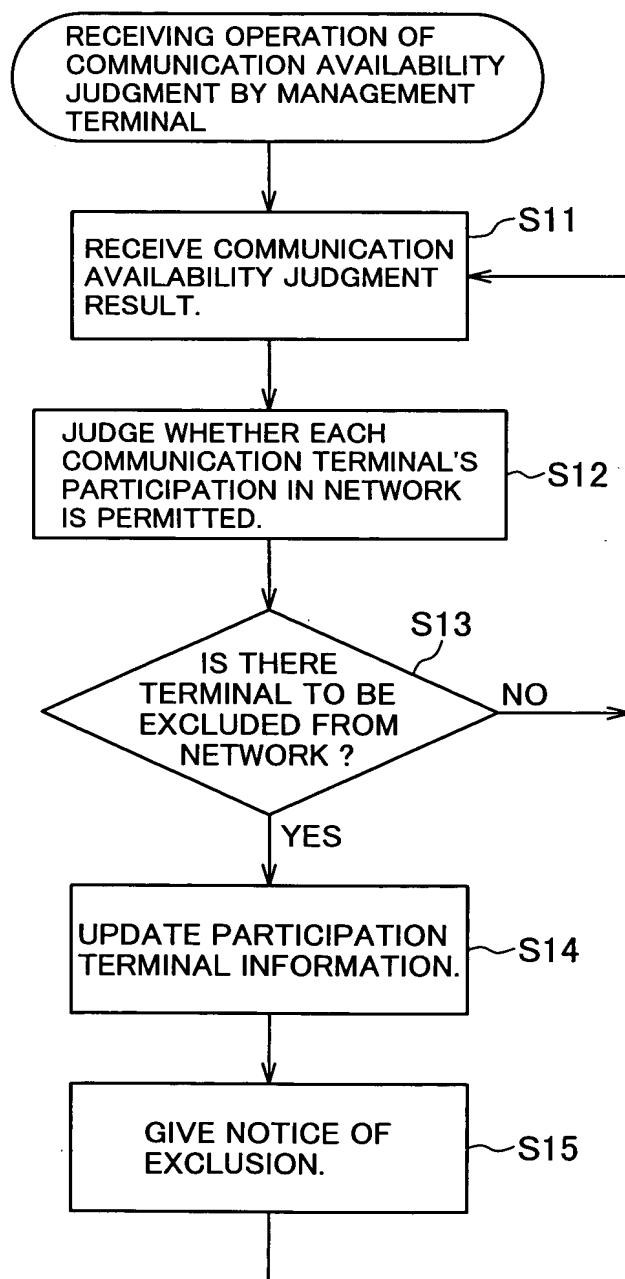 RECEIVING OPERATION OF
COMMUNICATION AVAILABILITY
JUDGMENT BY MANAGEMENT
TERMINAL
S11
RECEIVE COMMUNICATION
AVAILABILITY JUDGMENT
RESULT.
JUDGE WHETHER EACH
COMMUNICATION TERMINAL'S
PARTICIPATION IN NETWORK
IS PERMITTED.
S12
S13
IS THERE
TERMINAL TO BE
EXCLUDED FROM
NETWORK ?
NO
YES
UPDATE PARTICIPATION
TERMINAL INFORMATION.
S14
GIVE NOTICE OF
EXCLUSION.
S15